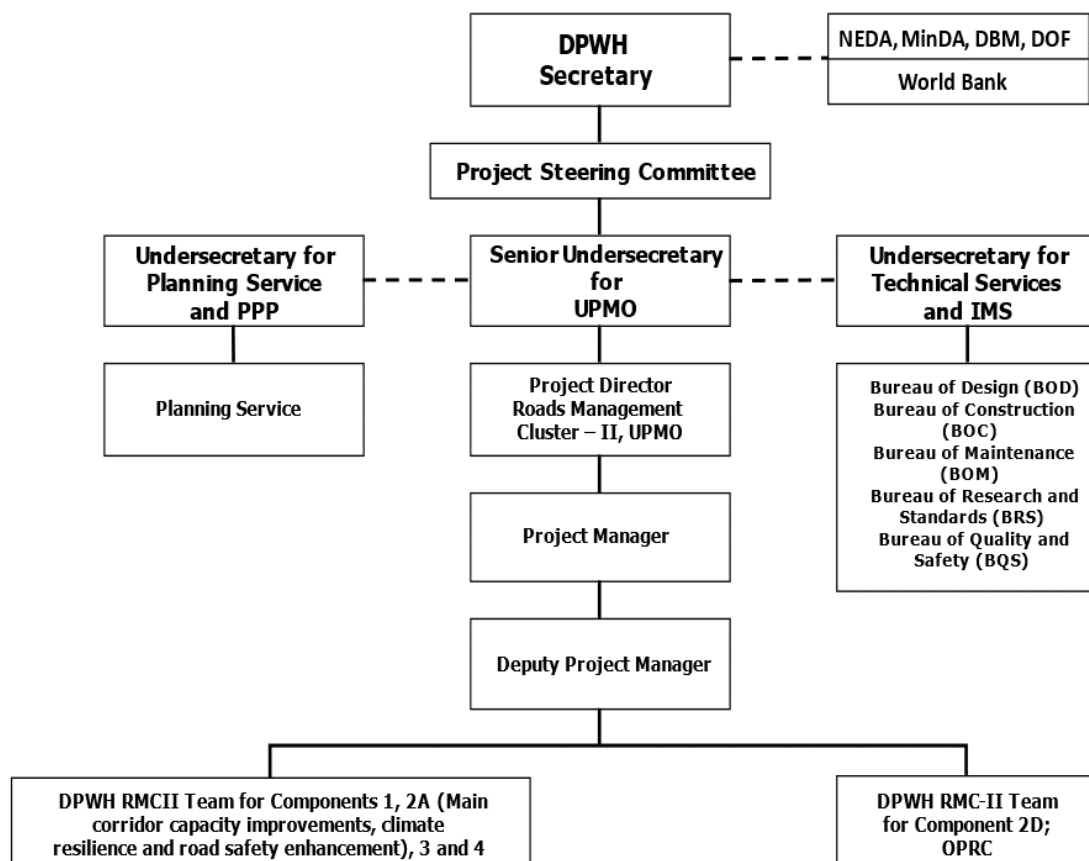 DPWH
Secretary
NEDA, MinDA, DBM, DOF
World Bank
Project Steering Committee
Undersecretary for
Planning Service
and PPP
Senior Undersecretary
for
UPMO
Undersecretary for
Technical Services
and IMS
Planning Service
Project Director
Roads Management
Cluster – II, UPMO
Bureau of Design (BOD)
Bureau of Construction
(BOC)
Bureau of Maintenance
(BOM)
Bureau of Research and
Standards (BRS)
Bureau of Quality and
Safety (BQS)
Project Manager
Deputy Project Manager
DPWH RMCII Team for Components 1, 2A (Main
corridor capacity improvements, climate
resilience and road safety enhancement), 3 and 4
DPWH RMC-II Team
for Component 2D;
OPRC